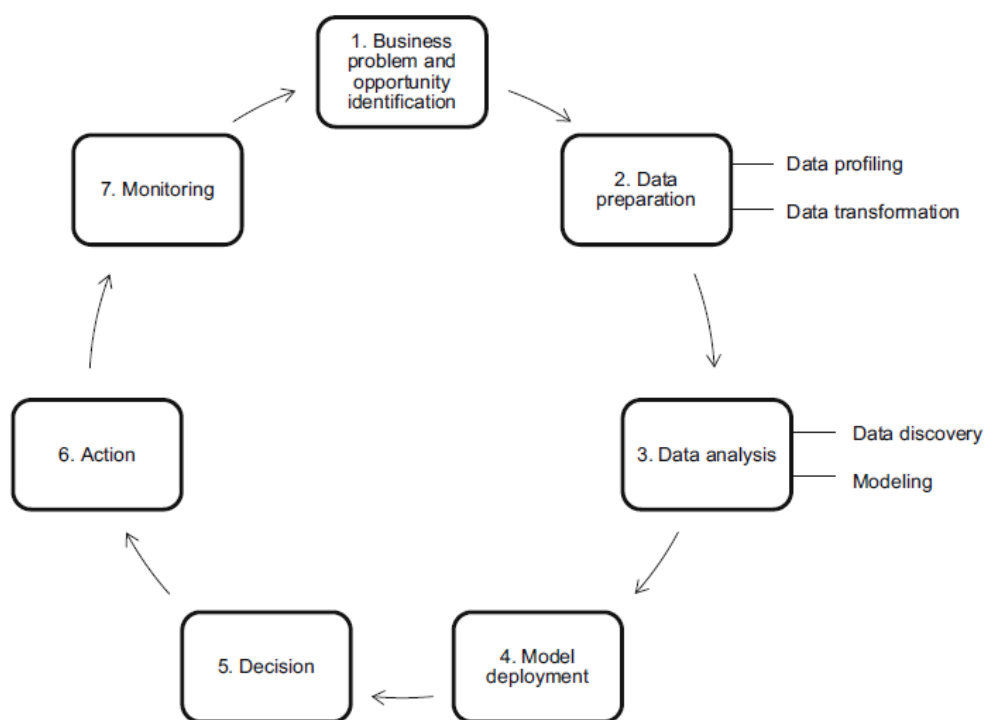 1. Business
problem and
opportunity
identification
2. Data
preparation
Data profiling
Data transformation
3. Data analysis
Data discovery
Modeling
4. Model
deployment
5. Decision
6. Action
7. Monitoring